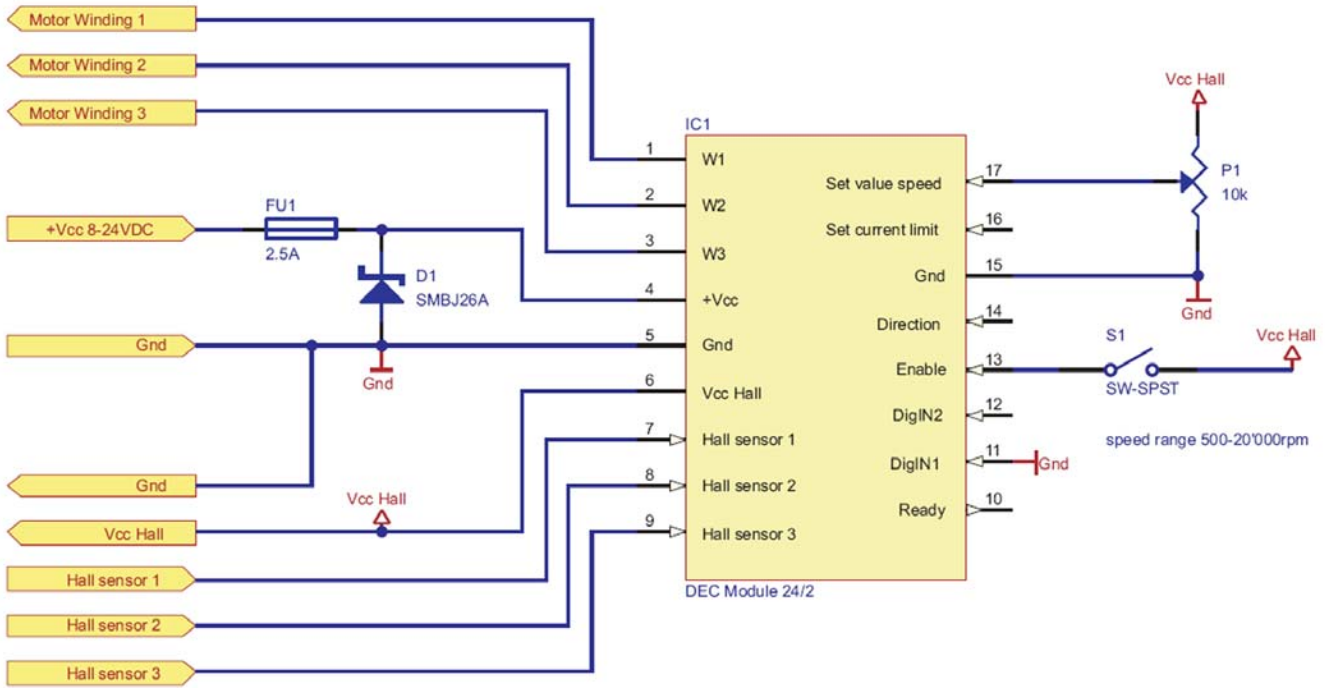 Motor Winding 1
Motor Winding 2
Motor Winding 3
+Vcc 8-24VDC
FU1
2.5A
D1
SMBJ26A
Gnd
Gnd
Gnd
Vcc Hall
Vcc Hall
Hall sensor 1
Hall sensor 2
Hall sensor 3
IC1
1 W1
2 W2
3 W3
4 +Vcc
5 Gnd
6 Vcc Hall
7 Hall sensor 1
8 Hall sensor 2
9 Hall sensor 3
Set value speed 17
Set current limit 16
Gnd 15
Direction 14
Enable 13
DigIN2 12
DigIN1 11
Gnd
Ready 10
DEC Module 24/2
Vcc Hall
P1
10k
Gnd
S1
SW-SPST
Vcc Hall
speed range 500-20'000rpm